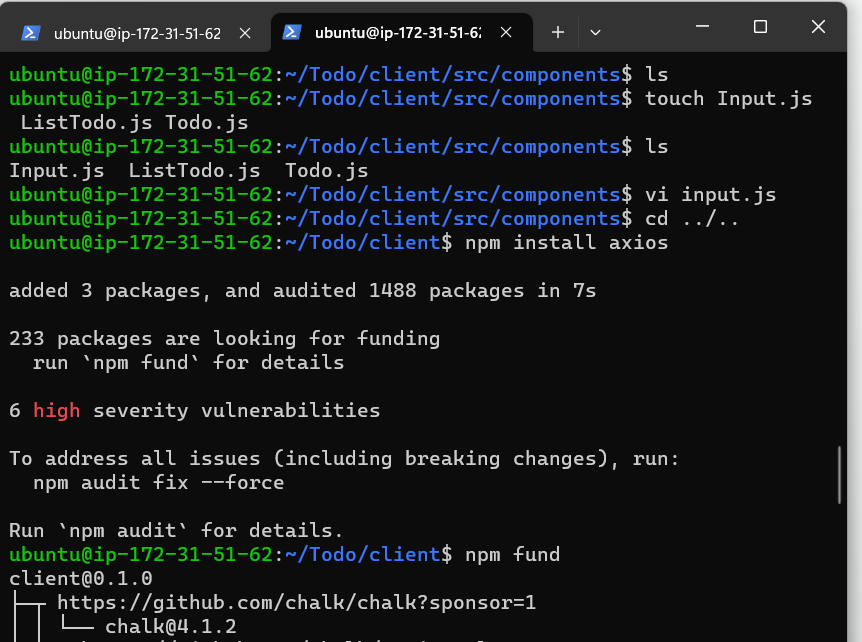 ubuntu@ip-172-31-51-62
ubuntu@ip-172-31-51-62
ubuntu@ip-172-31-51-62:~/Todo/client/src/components$ ls
ubuntu@ip-172-31-51-62:~/Todo/client/src/components$ touch Input.js
 ListTodo.js Todo.js
ubuntu@ip-172-31-51-62:~/Todo/client/src/components$ ls
Input.js  ListTodo.js  Todo.js
ubuntu@ip-172-31-51-62:~/Todo/client/src/components$ vi input.js
ubuntu@ip-172-31-51-62:~/Todo/client/src/components$ cd ../..
ubuntu@ip-172-31-51-62:~/Todo/client$ npm install axios
added 3 packages, and audited 1488 packages in 7s
233 packages are looking for funding
  run `npm fund` for details
6 high severity vulnerabilities
To address all issues (including breaking changes), run:
  npm audit fix --force
Run `npm audit` for details.
ubuntu@ip-172-31-51-62:~/Todo/client$ npm fund
client@0.1.0
├─┬ https://github.com/chalk/chalk?sponsor=1
│ │ └── chalk@4.1.2